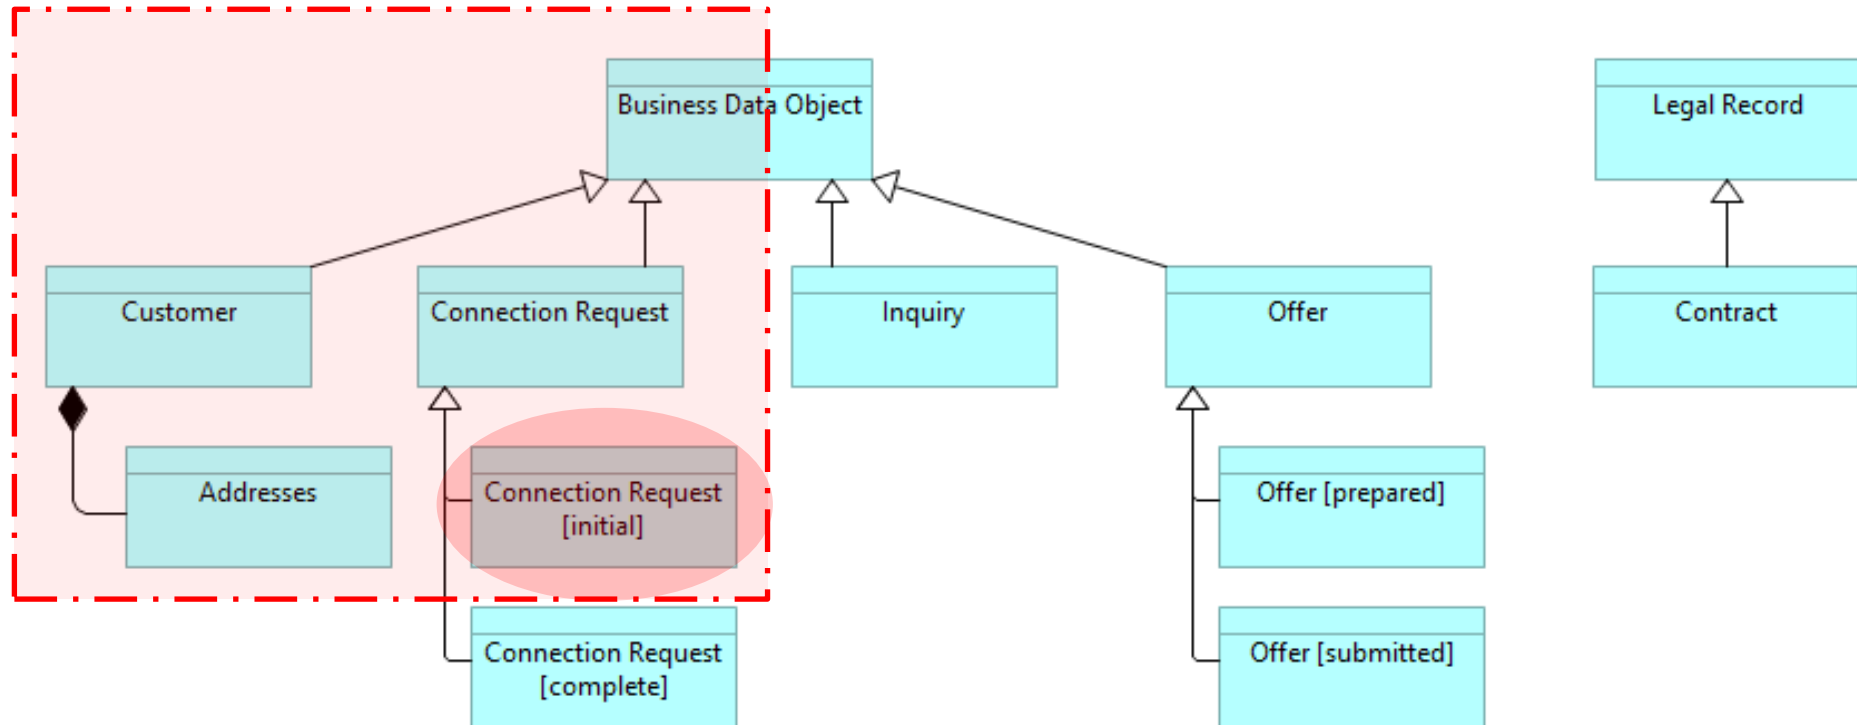 Business Data Object
Legal Record
Customer
Connection Request
Inquiry
Offer
Contract
Addresses
Connection Request
[initial]
Offer [prepared]
Connection Request
[complete]
Offer [submitted]